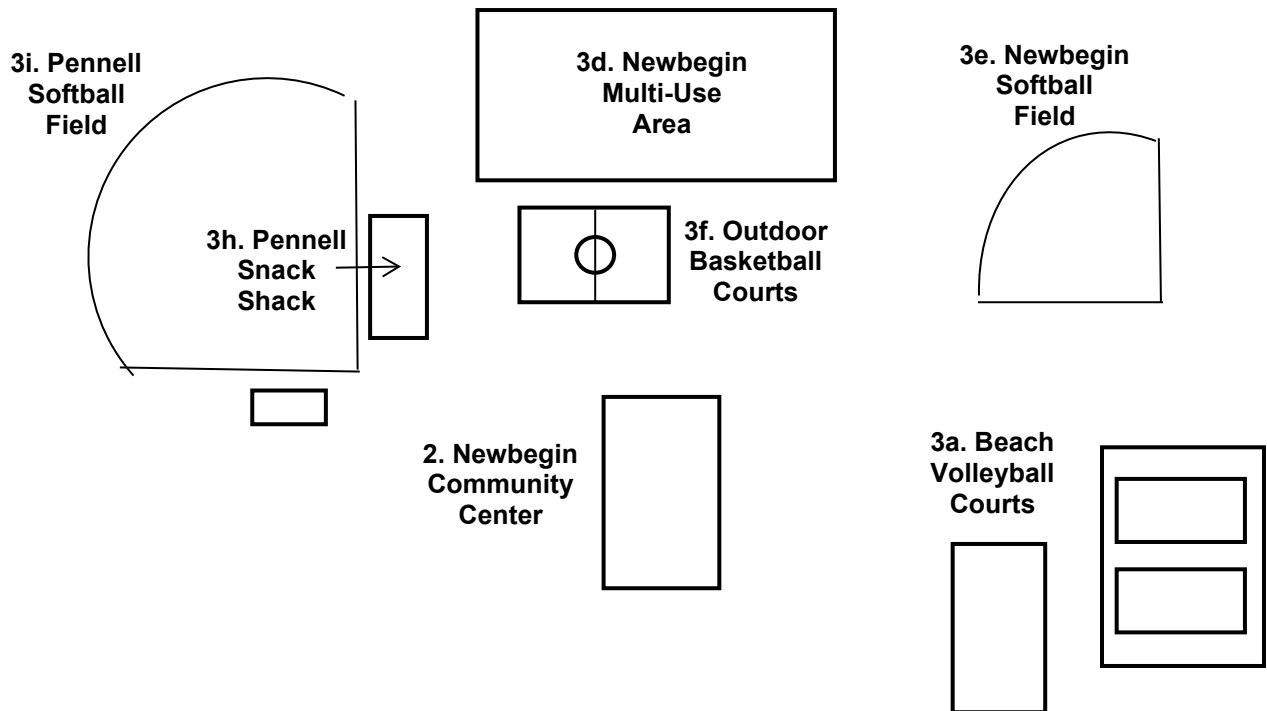 3i. Pennell
Softball
Field
3d. Newbegin
Multi-Use
Area
3e. Newbegin
Softball
Field
3h. Pennell
Snack
Shack
3f. Outdoor
Basketball
Courts
2. Newbegin
Community
Center
3a. Beach
Volleyball
Courts